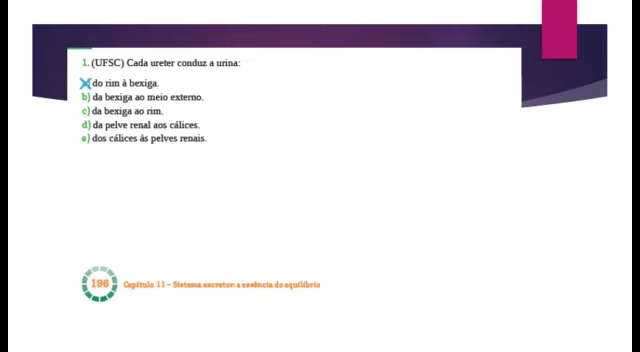 1. (UFSC) Cada ureter conduz a urina:
do rim à bexiga.
b) da bexiga ao meio externo.
c) da bexiga ao rim.
d) da pelve renal aos cálices.
e) dos cálices às pelves renais.
196 Capítulo 11 – Sistema excretor: a essência do equilíbrio